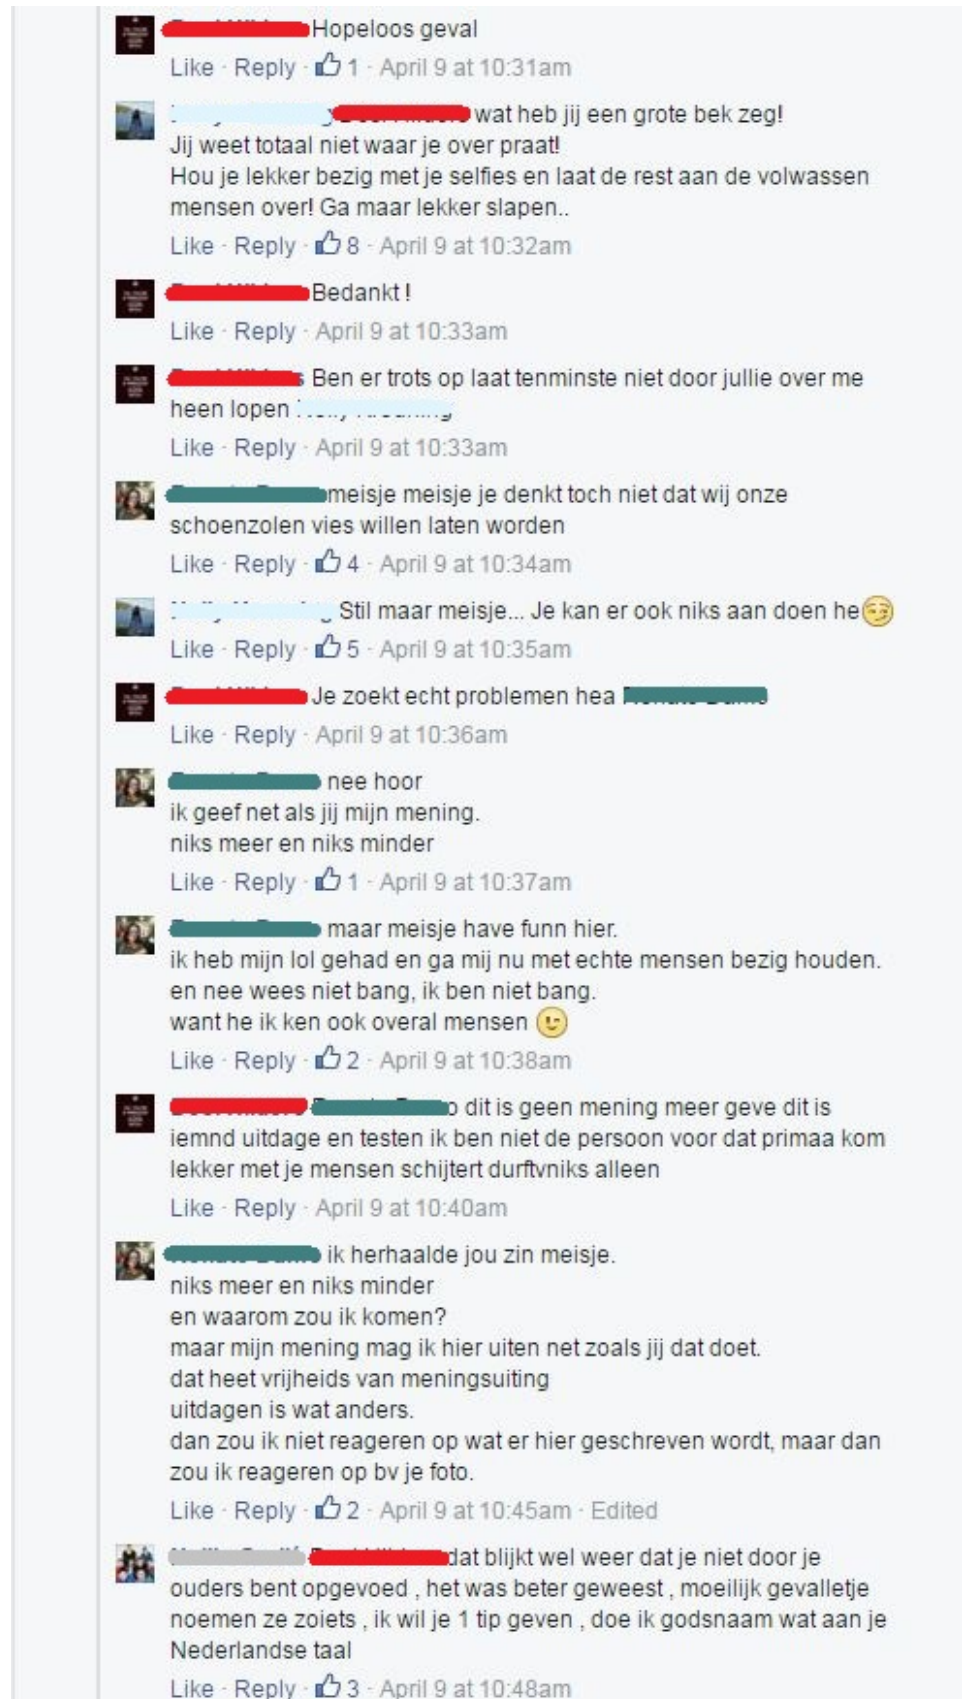 Hopeloos geval
Like · Reply · 1 · April 9 at 10:31am
wat heb jij een grote bek zeg!
Jij weet totaal niet waar je over praat!
Hou je lekker bezig met je selfies en laat de rest aan de volwassen
mensen over! Ga maar lekker slapen..
Like · Reply · 8 · April 9 at 10:32am
Bedankt !
Like · Reply · April 9 at 10:33am
Ben er trots op laat tenminste niet door jullie over me
heen lopen
Like · Reply · April 9 at 10:33am
meisje meisje je denkt toch niet dat wij onze
schoenzolen vies willen laten worden
Like · Reply · 4 · April 9 at 10:34am
Stil maar meisje... Je kan er ook niks aan doen he
Like · Reply · 5 · April 9 at 10:35am
Je zoekt echt problemen hea
Like · Reply · April 9 at 10:36am
nee hoor
ik geef net als jij mijn mening.
niks meer en niks minder
Like · Reply · 1 · April 9 at 10:37am
maar meisje have funn hier.
ik heb mijn lol gehad en ga mij nu met echte mensen bezig houden.
en nee wees niet bang, ik ben niet bang.
want he ik ken ook overal mensen
Like · Reply · 2 · April 9 at 10:38am
dit is geen mening meer geve dit is
iemnd uitdage en testen ik ben niet de persoon voor dat primaa kom
lekker met je mensen schijtert durftvniks alleen
Like · Reply · April 9 at 10:40am
ik herhaalde jou zin meisje.
niks meer en niks minder
en waarom zou ik komen?
maar mijn mening mag ik hier uiten net zoals jij dat doet.
dat heet vrijheids van meningsuiting
uitdagen is wat anders.
dan zou ik niet reageren op wat er hier geschreven wordt, maar dan
zou ik reageren op bv je foto.
Like · Reply · 2 · April 9 at 10:45am · Edited
dat blijkt wel weer dat je niet door je
ouders bent opgevoed , het was beter geweest , moeilijk gevalletje
noemen ze zoiets , ik wil je 1 tip geven , doe ik godsnaam wat aan je
Nederlandse taal
Like · Reply · 3 · April 9 at 10:48am